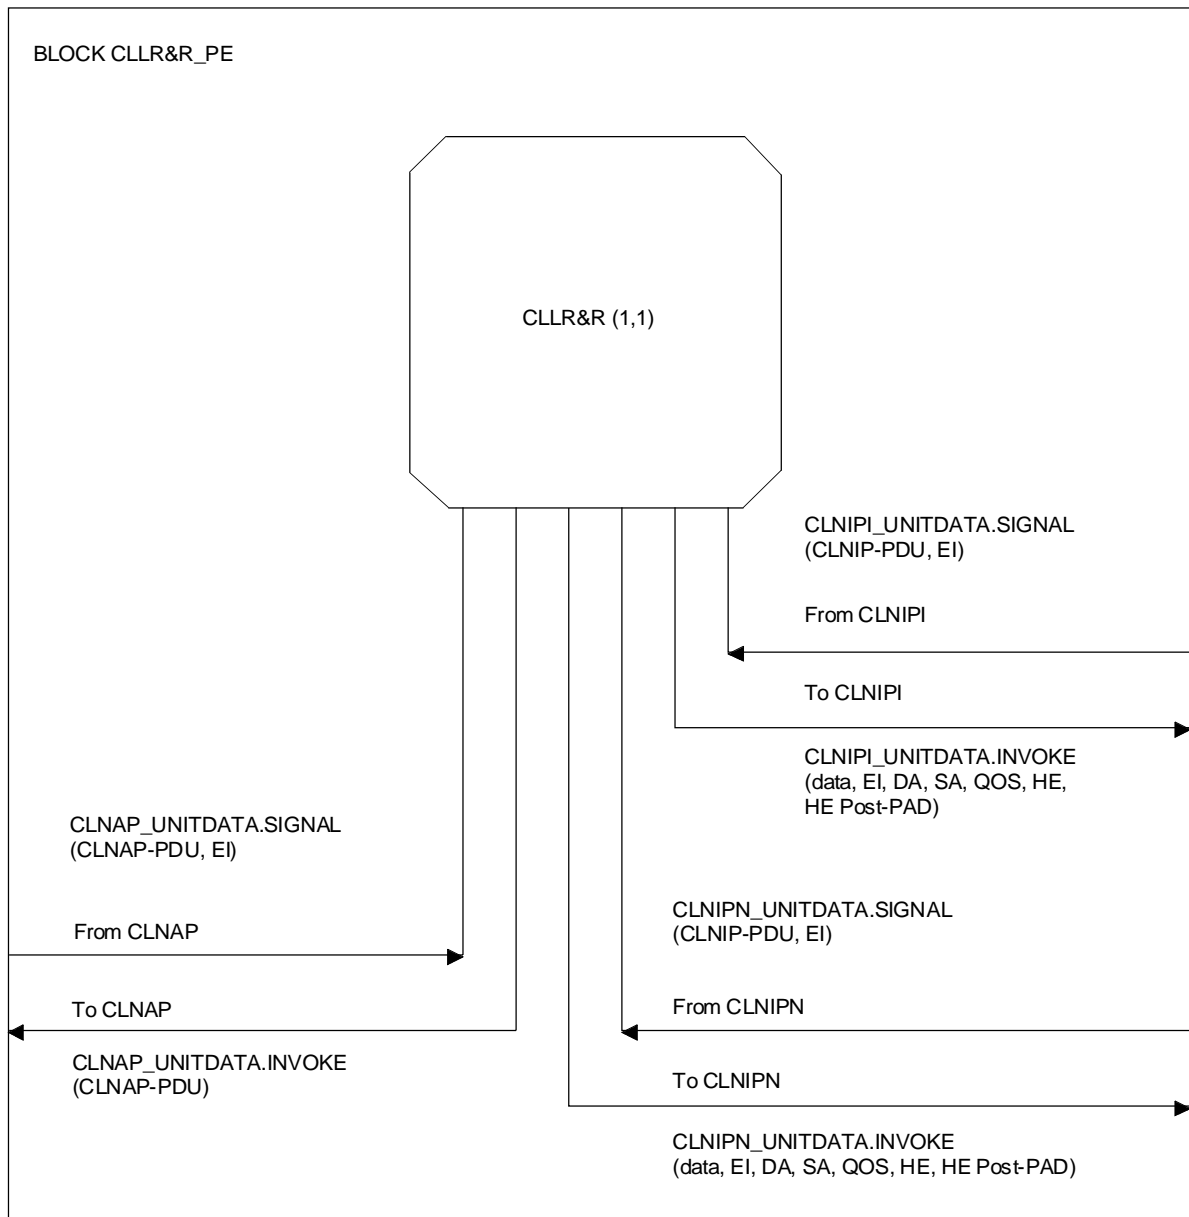 BLOCK CLLR&R_PE
CLLR&R (1,1)
CLNIPI_UNITDATA.SIGNAL
(CLNIP-PDU, EI)
From CLNIPI
To CLNIPI
CLNIPI_UNITDATA.INVOKE
(data, EI, DA, SA, QOS, HE,
HE Post-PAD)
CLNAP_UNITDATA.SIGNAL
(CLNAP-PDU, EI)
From CLNAP
To CLNAP
CLNAP_UNITDATA.INVOKE
(CLNAP-PDU)
CLNIPN_UNITDATA.SIGNAL
(CLNIP-PDU, EI)
From CLNIPN
To CLNIPN
CLNIPN_UNITDATA.INVOKE
(data, EI, DA, SA, QOS, HE, HE Post-PAD)